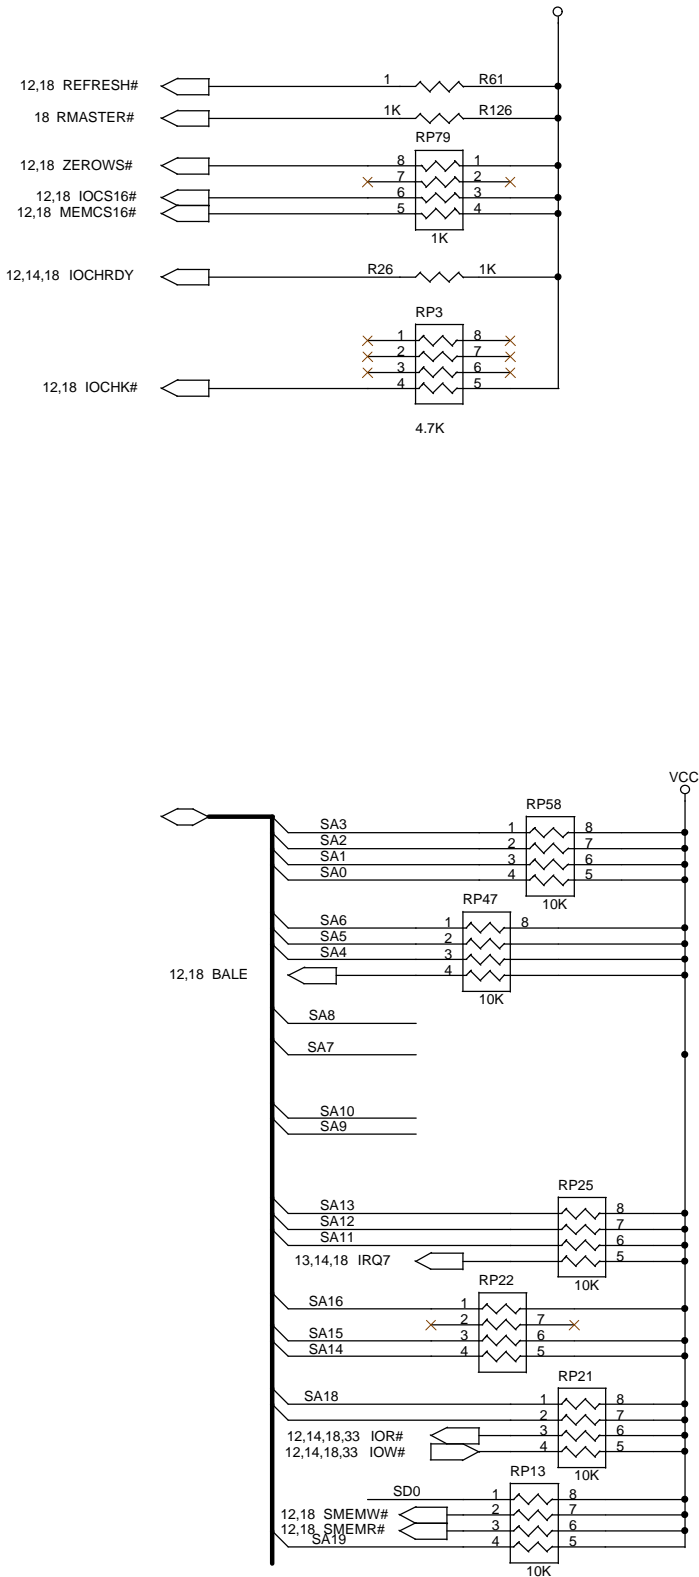 12,18 REFRESH# 1 R61
18 RMASTER# 1K R126
RP79
12,18 ZEROWS# 8 1
7 2
12,18 IOCS16# 6 3
12,18 MEMCS16# 5 4
1K
12,14,18 IOCHRDY R26 1K
RP3
1 8
2 7
3 6
12,18 IOCHK# 4 5
4.7K
VCC
RP58
SA3 1 8
SA2 2 7
SA1 3 6
SA0 4 5
RP47 10K
SA6 1 8
SA5 2
SA4 3
12,18 BALE 4
10K
SA8
SA7
SA10
SA9
RP25
SA13 8
SA12 7
SA11 6
13,14,18 IRQ7 5
RP22 10K
SA16 1
2 7
SA15 3 6
SA14 4 5
RP21
SA18 1 8
2 7
12,14,18,33 IOR# 3 6
12,14,18,33 IOW# 4 5
RP13 10K
SD0 1 8
12,18 SMEMW# 2 7
12,18 SMEMR# 3 6
SA19 4 5
10K